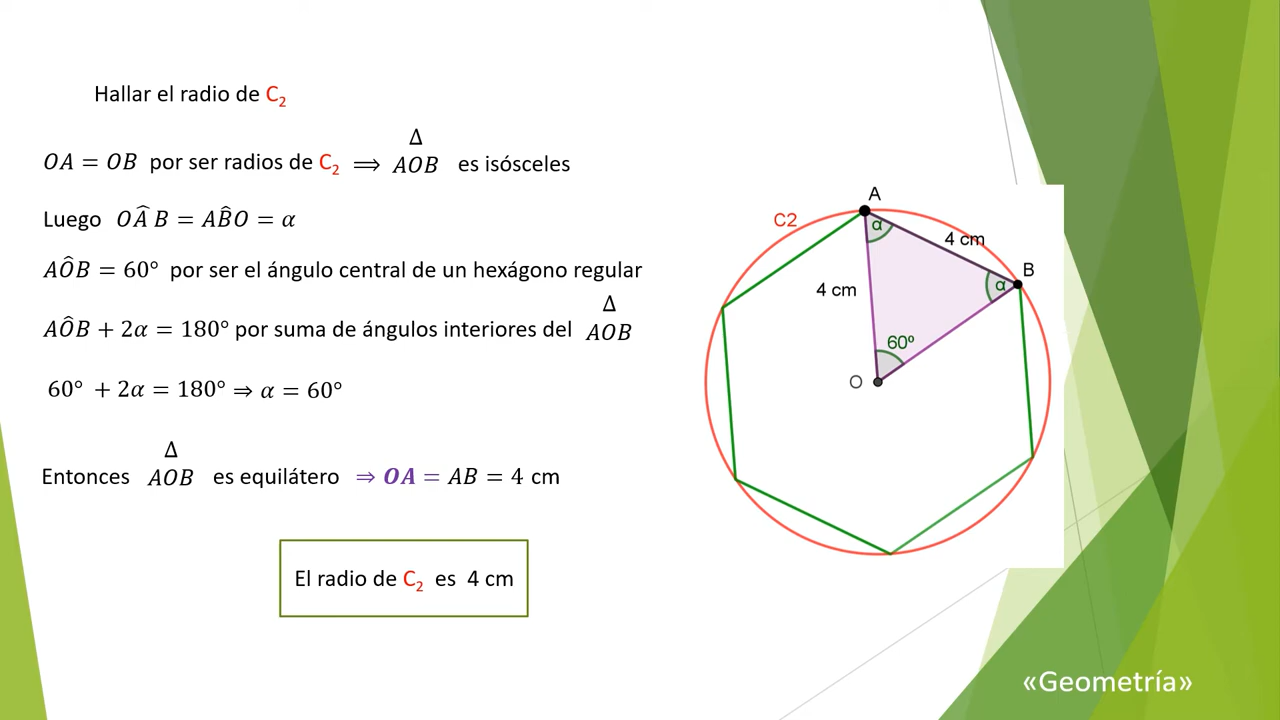 Hallar el radio de C₂
OA = OB por ser radios de C₂ ⟹ Δ AOB es isósceles
Luego OÂB = AB̂O = α
AÔB = 60° por ser el ángulo central de un hexágono regular
AÔB + 2α = 180° por suma de ángulos interiores del Δ AOB
60° + 2α = 180° ⇒ α = 60°
Entonces Δ AOB es equilátero ⇒ OA = AB = 4 cm
El radio de C₂ es 4 cm
A
C2
α
4 cm
B
α
4 cm
60º
O
«Geometría»